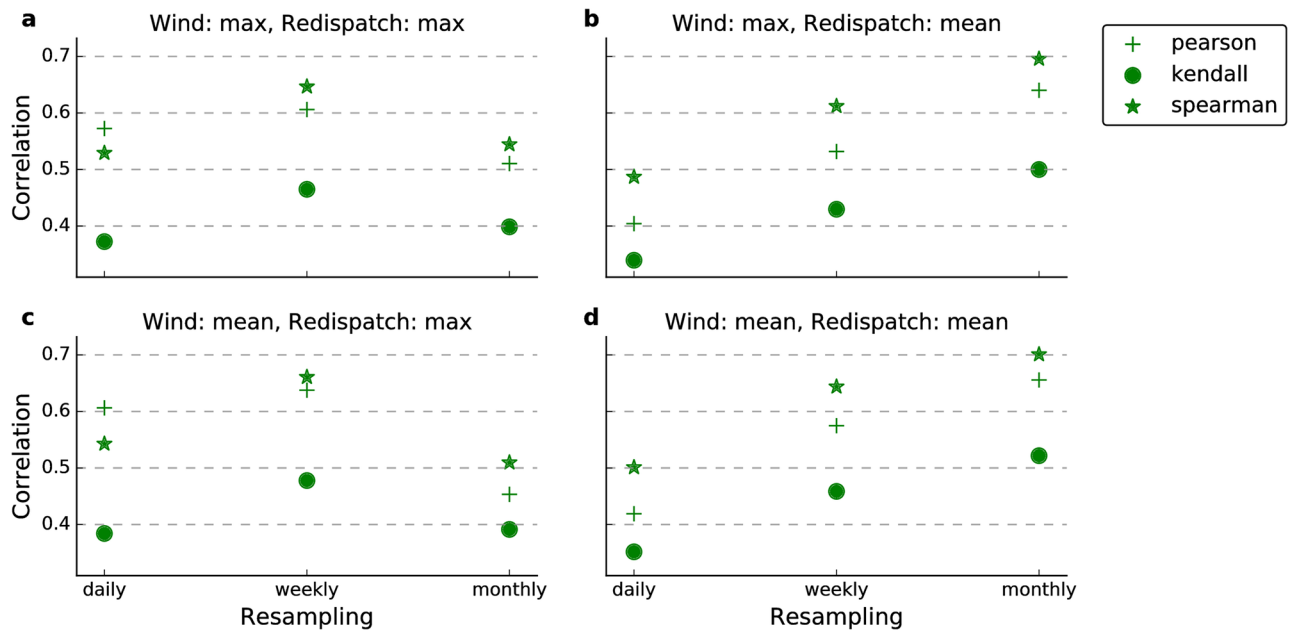 a
Wind: max, Redispatch: max
0.7
0.6
0.5
0.4
Correlation
b
Wind: max, Redispatch: mean
pearson
kendall
spearman
c
Wind: mean, Redispatch: max
0.7
0.6
0.5
0.4
Correlation
daily
weekly
monthly
Resampling
d
Wind: mean, Redispatch: mean
daily
weekly
monthly
Resampling